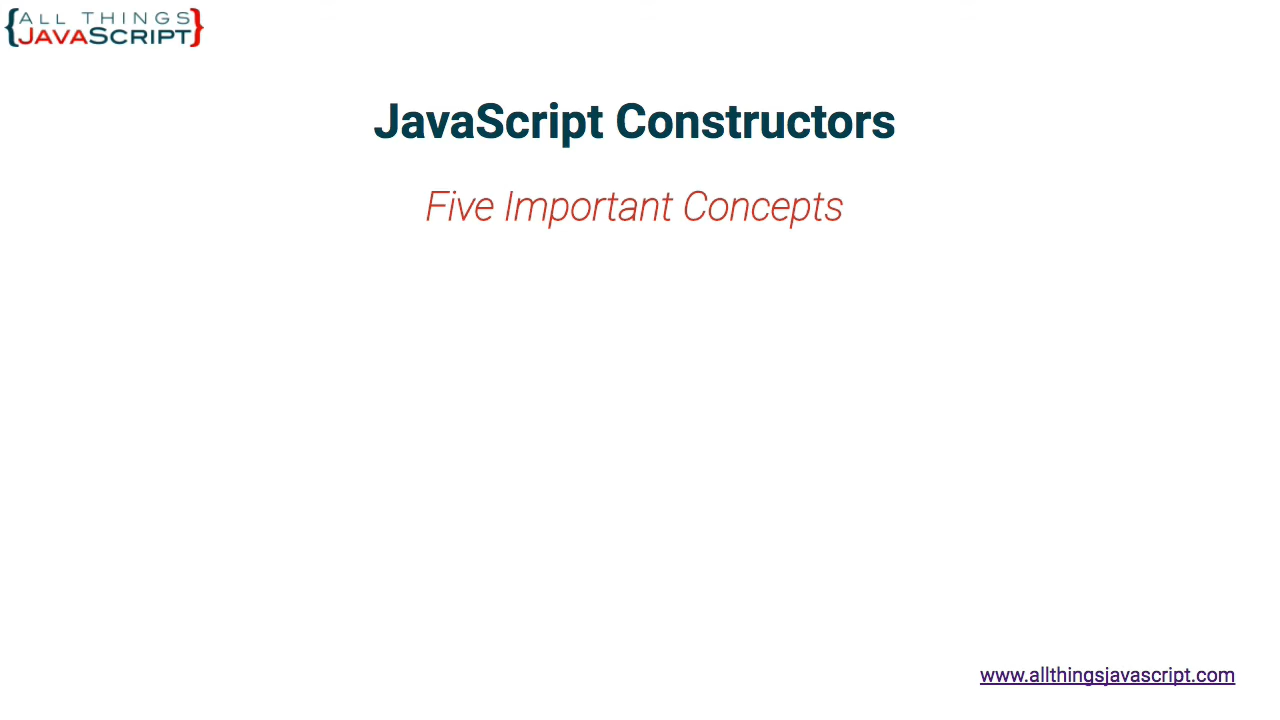 {ALL THINGS
JAVASCRIPT}
JavaScript Constructors
Five Important Concepts
www.allthingsjavascript.com